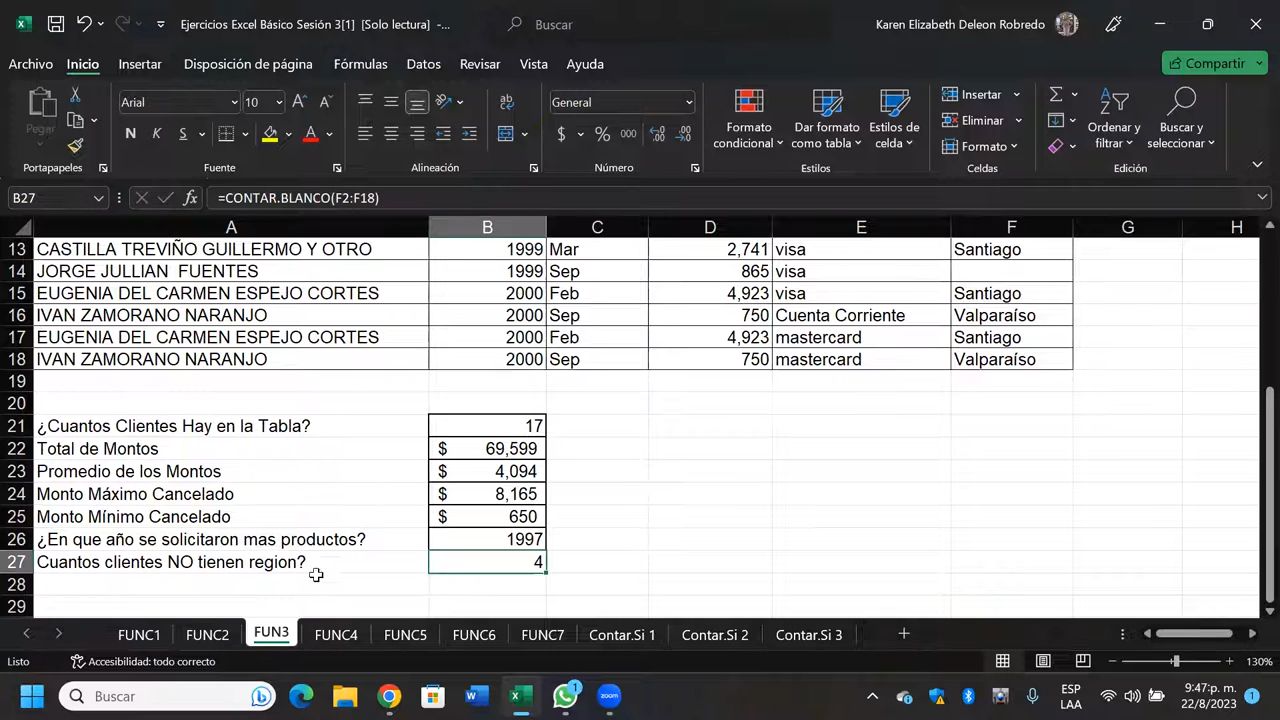 Ejercicios Excel Básico Sesión 3[1] [Solo lectura] -...
Buscar
Karen Elizabeth Deleon Robredo
Archivo Inicio Insertar Disposición de página Fórmulas Datos Revisar Vista Ayuda
Compartir
Pegar
Arial 10
N K S
General
$ % 000
Formato condicional
Dar formato como tabla
Estilos de celda
Insertar
Eliminar
Formato
Ordenar y filtrar
Buscar y seleccionar
Portapapeles Fuente Alineación Número Estilos Celdas Edición
B27 fx =CONTAR.BLANCO(F2:F18)
A B C D E F G H
13 CASTILLA TREVIÑO GUILLERMO Y OTRO 1999 Mar 2,741 visa Santiago
14 JORGE JULLIAN FUENTES 1999 Sep 865 visa
15 EUGENIA DEL CARMEN ESPEJO CORTES 2000 Feb 4,923 visa Santiago
16 IVAN ZAMORANO NARANJO 2000 Sep 750 Cuenta Corriente Valparaíso
17 EUGENIA DEL CARMEN ESPEJO CORTES 2000 Feb 4,923 mastercard Santiago
18 IVAN ZAMORANO NARANJO 2000 Sep 750 mastercard Valparaíso
19
20
21 ¿Cuantos Clientes Hay en la Tabla? 17
22 Total de Montos $ 69,599
23 Promedio de los Montos $ 4,094
24 Monto Máximo Cancelado $ 8,165
25 Monto Mínimo Cancelado $ 650
26 ¿En que año se solicitaron mas productos? 1997
27 Cuantos clientes NO tienen region? 4
28
29
FUNC1 FUNC2 FUN3 FUNC4 FUNC5 FUNC6 FUNC7 Contar.Si 1 Contar.Si 2 Contar.Si 3
Listo Accesibilidad: todo correcto 130%
Buscar
ESP
LAA
9:47 p. m.
22/8/2023